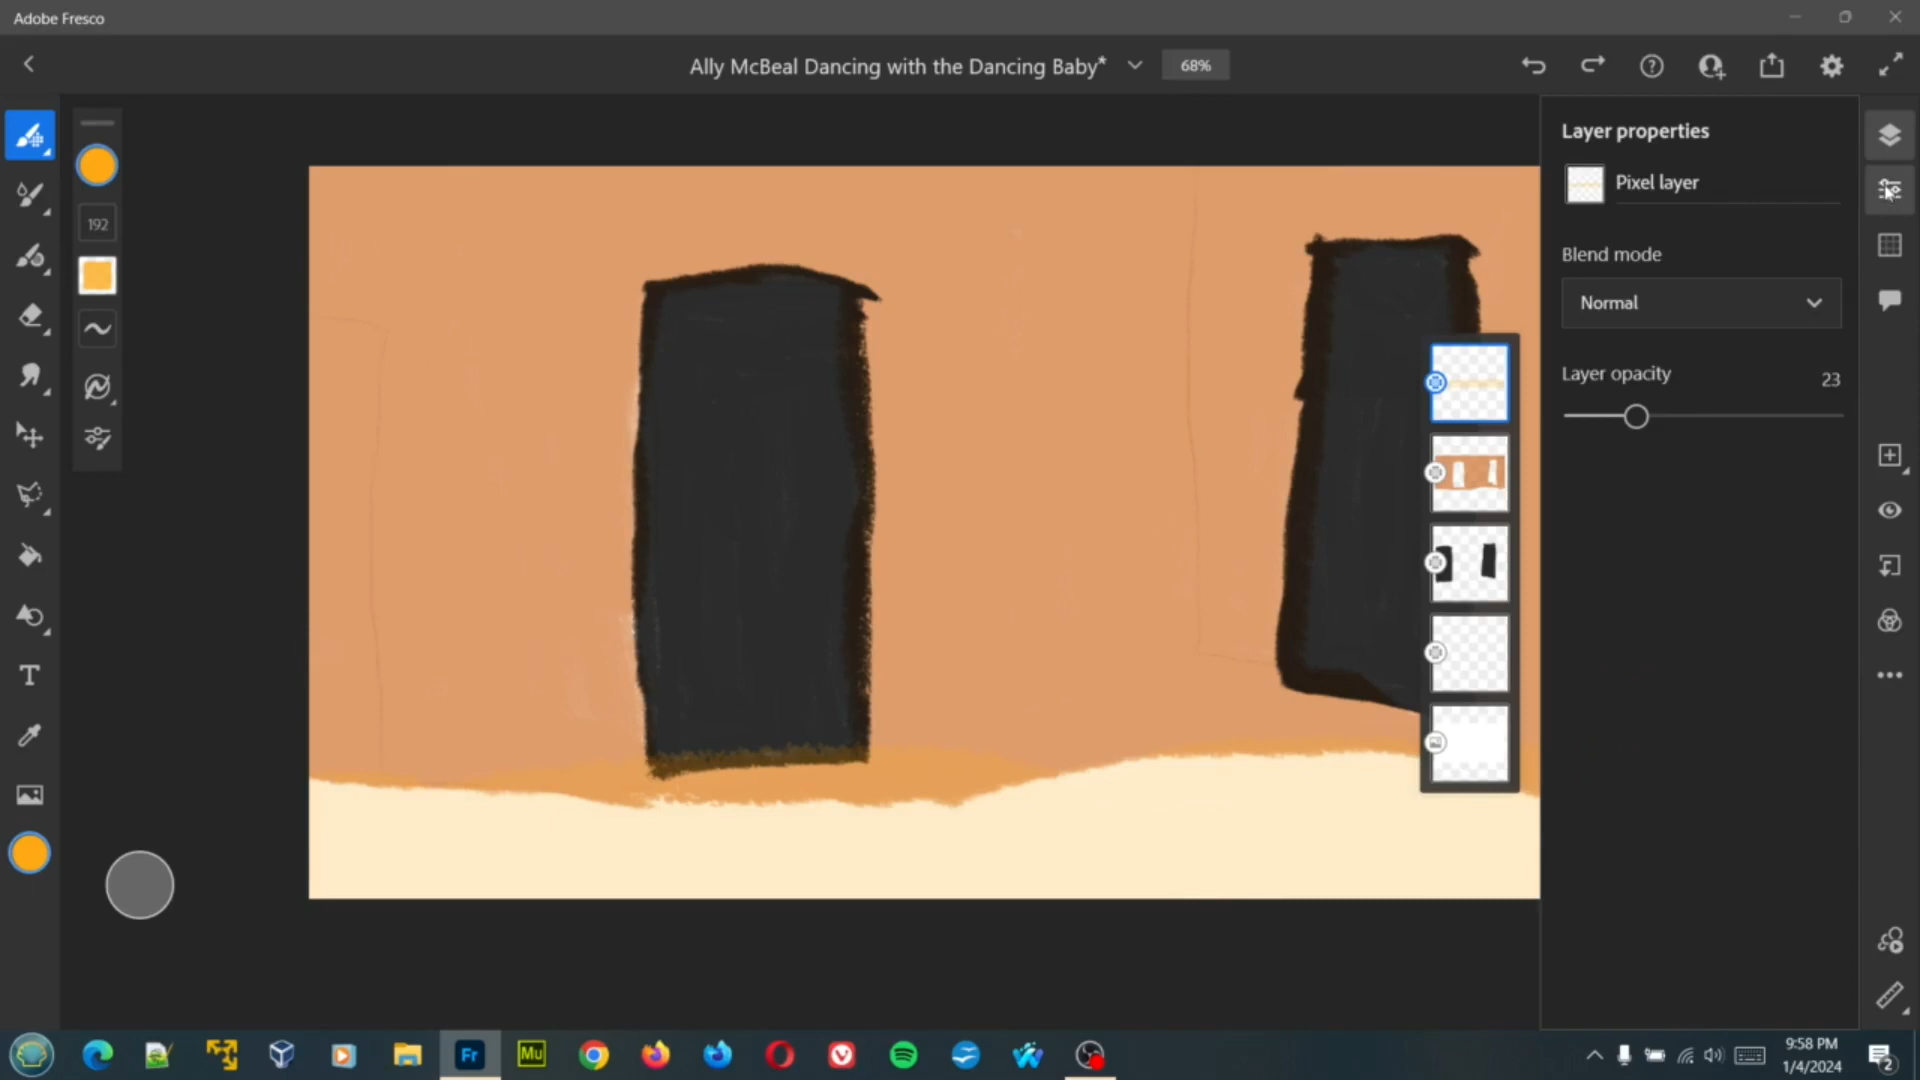 Adobe Fresco
Ally McBeal Dancing with the Dancing Baby*
68%
Layer properties
Pixel layer
192
Blend mode
Normal
Layer opacity
23
T
Fr
Mu
9:58 PM
1/4/2024
2